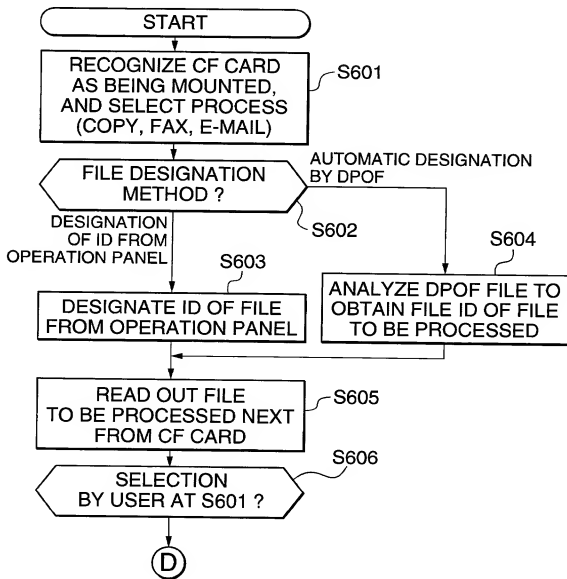 START
RECOGNIZE CF CARD
AS BEING MOUNTED,
AND SELECT PROCESS
(COPY, FAX, E-MAIL)
S601
FILE DESIGNATION
METHOD ?
S602
AUTOMATIC DESIGNATION
BY DPOF
DESIGNATION
OF ID FROM
OPERATION PANEL
S603
DESIGNATE ID OF FILE
FROM OPERATION PANEL
S604
ANALYZE DPOF FILE TO
OBTAIN FILE ID OF FILE
TO BE PROCESSED
READ OUT FILE
TO BE PROCESSED NEXT
FROM CF CARD
S605
SELECTION
BY USER AT S601 ?
S606
D